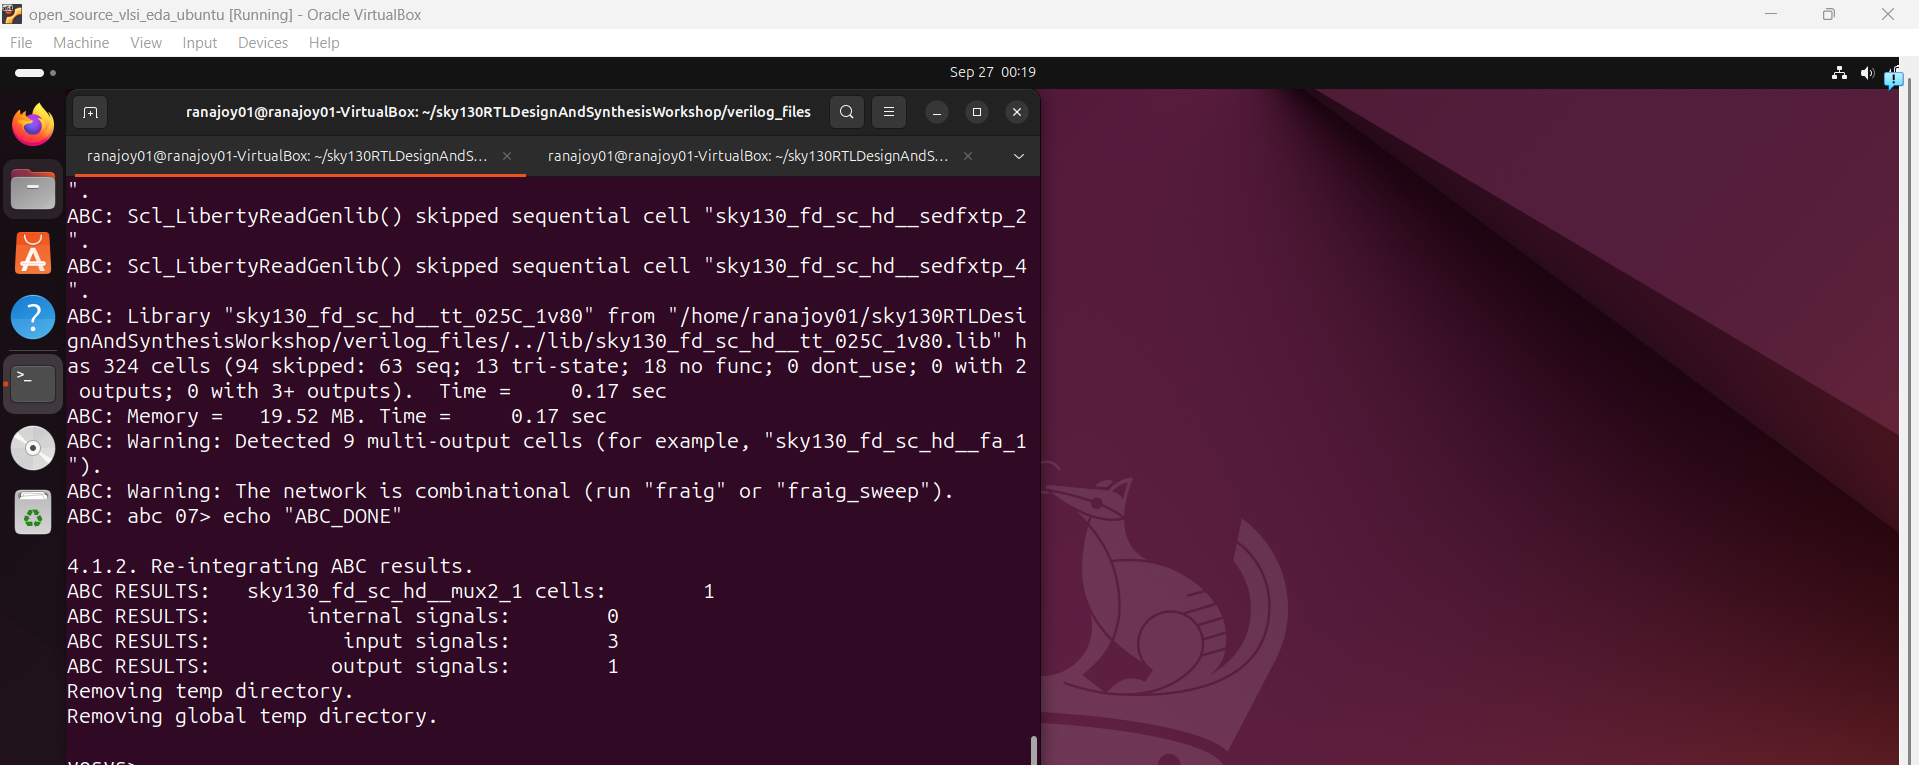 open_source_vlsi_eda_ubuntu [Running] - Oracle VirtualBox
File Machine View Input Devices Help
Sep 27 00:19
ranajoy01@ranajoy01-VirtualBox: ~/sky130RTLDesignAndSynthesisWorkshop/verilog_files
ranajoy01@ranajoy01-VirtualBox: ~/sky130RTLDesignAndS... ranajoy01@ranajoy01-VirtualBox: ~/sky130RTLDesignAndS...
".
ABC: Scl_LibertyReadGenlib() skipped sequential cell "sky130_fd_sc_hd__sedfxtp_2
".
ABC: Scl_LibertyReadGenlib() skipped sequential cell "sky130_fd_sc_hd__sedfxtp_4
".
ABC: Library "sky130_fd_sc_hd__tt_025C_1v80" from "/home/ranajoy01/sky130RTLDesi
gnAndSynthesisWorkshop/verilog_files/../lib/sky130_fd_sc_hd__tt_025C_1v80.lib" h
as 324 cells (94 skipped: 63 seq; 13 tri-state; 18 no func; 0 dont_use; 0 with 2
outputs; 0 with 3+ outputs).  Time =     0.17 sec
ABC: Memory =   19.52 MB. Time =     0.17 sec
ABC: Warning: Detected 9 multi-output cells (for example, "sky130_fd_sc_hd__fa_1
").
ABC: Warning: The network is combinational (run "fraig" or "fraig_sweep").
ABC: abc 07> echo "ABC_DONE"
4.1.2. Re-integrating ABC results.
ABC RESULTS:   sky130_fd_sc_hd__mux2_1 cells:        1
ABC RESULTS:        internal signals:        0
ABC RESULTS:           input signals:        3
ABC RESULTS:          output signals:        1
Removing temp directory.
Removing global temp directory.
yosys>